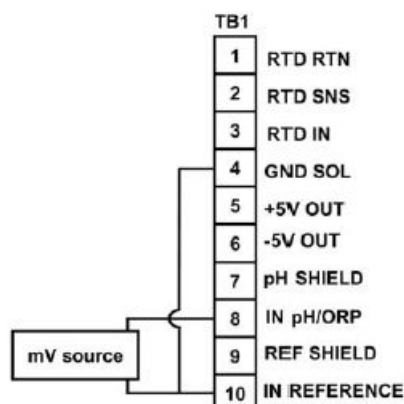 TB1
1 RTD RTN
2 RTD SNS
3 RTD IN
4 GND SOL
5 +5V OUT
6 -5V OUT
7 pH SHIELD
8 IN pH/ORP
mV source
9 REF SHIELD
10 IN REFERENCE